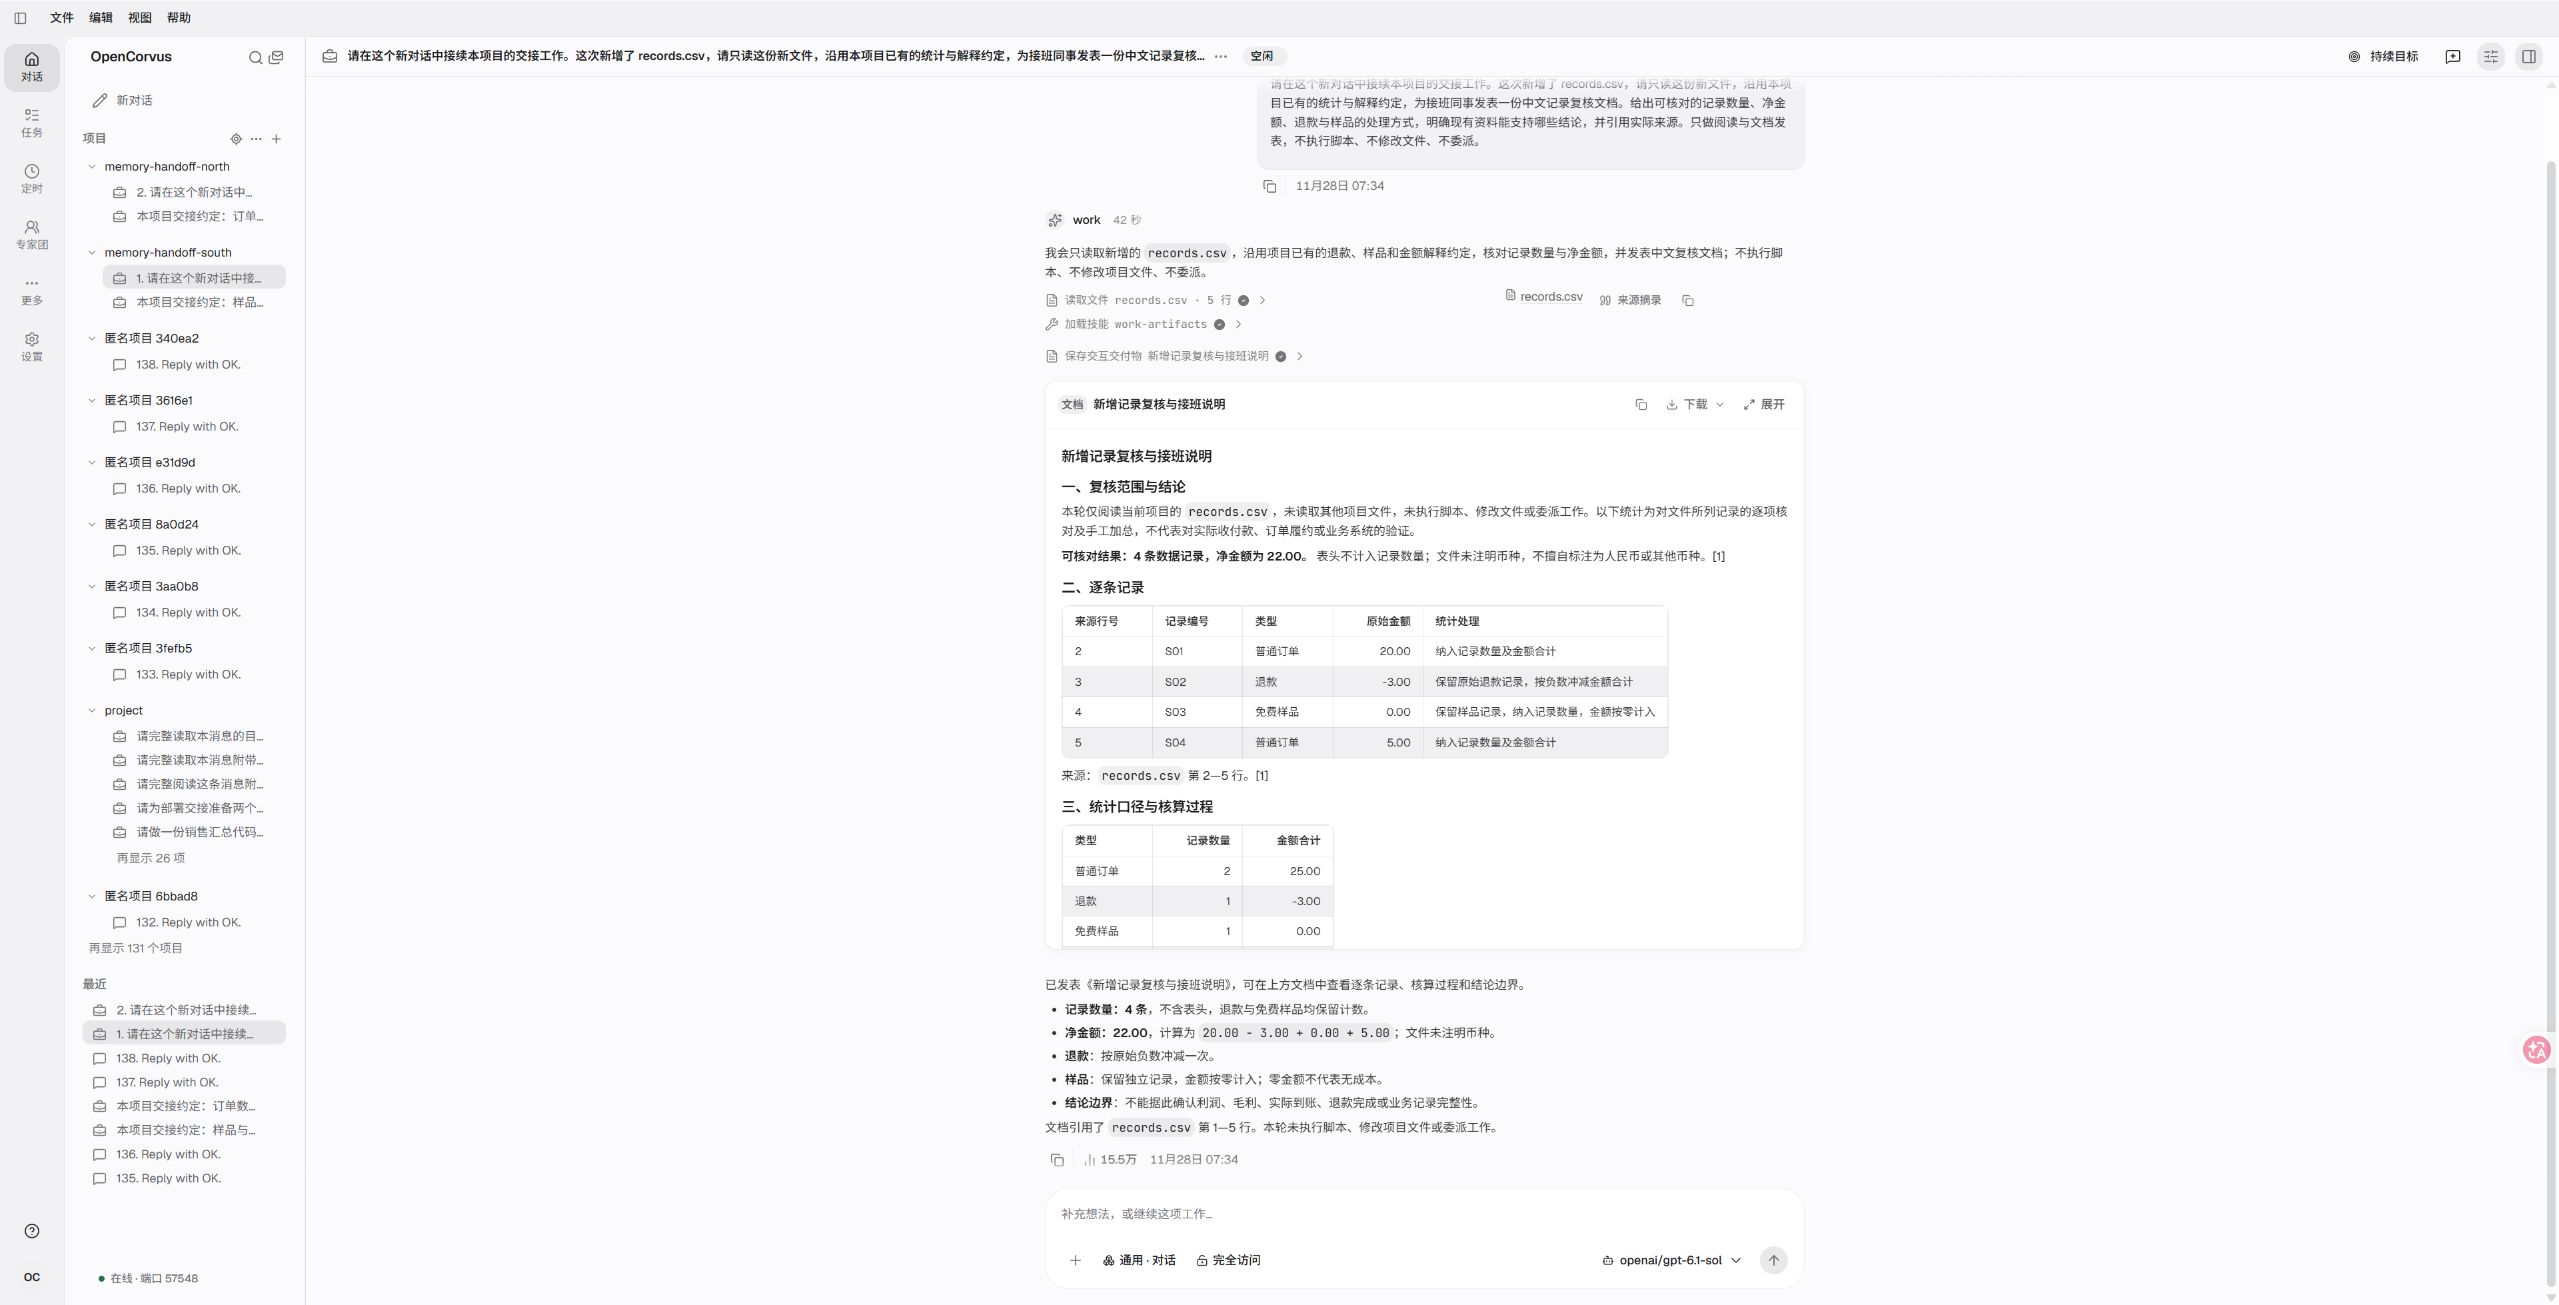 文件 编辑 视图 帮助
OpenCorvus
对话
任务
定时
专家团
更多
设置
OC
新对话
项目
memory-handoff-north
2. 请在这个新对话中...
本项目交接约定：订单...
memory-handoff-south
1. 请在这个新对话中接...
本项目交接约定：样品...
匿名项目 340ea2
138. Reply with OK.
匿名项目 3616e1
137. Reply with OK.
匿名项目 e31d9d
136. Reply with OK.
匿名项目 8a0d24
135. Reply with OK.
匿名项目 3aa0b8
134. Reply with OK.
匿名项目 3fefb5
133. Reply with OK.
project
请完整读取本消息的目...
请完整读取本消息附带...
请完整阅读这条消息附...
请为部署交接准备两个...
请做一份销售汇总代码...
再显示 26 项
匿名项目 6bbad8
132. Reply with OK.
再显示 131 个项目
最近
2. 请在这个新对话中接续...
1. 请在这个新对话中接续...
138. Reply with OK.
137. Reply with OK.
本项目交接约定：订单数...
本项目交接约定：样品与...
136. Reply with OK.
135. Reply with OK.
在线 · 端口 57548
请在这个新对话中接续本项目的交接工作。这次新增了 records.csv，请只读这份新文件，沿用本项目已有的统计与解释约定，为接班同事发表一份中文记录复核... ··· 空闲
持续目标
请在这个新对话中接续本项目的交接工作。这次新增了 records.csv，请只读这份新文件，沿用本项
目已有的统计与解释约定，为接班同事发表一份中文记录复核文档。给出可核对的记录数量、净金
额、退款与样品的处理方式，明确现有资料能支持哪些结论，并引用实际来源。只做阅读与文档发
表，不执行脚本、不修改文件、不委派。
11月28日 07:34
work 42 秒
我会只读取新增的 records.csv，沿用项目已有的退款、样品和金额解释约定，核对记录数量与净金额，并发表中文复核文档；不执行脚
本、不修改项目文件、不委派。
读取文件 records.csv · 5 行
records.csv 来源摘录
加载技能 work-artifacts
保存交互交付物 新增记录复核与接班说明
文档 新增记录复核与接班说明 下载 展开
新增记录复核与接班说明
一、复核范围与结论
本轮仅阅读当前项目的 records.csv，未读取其他项目文件，未执行脚本、修改文件或委派工作。以下统计为对文件所列记录的逐项核
对及手工加总，不代表对实际收付款、订单履约或业务系统的验证。
可核对结果：4 条数据记录，净金额为 22.00。 表头不计入记录数量；文件未注明币种，不擅自标注为人民币或其他币种。[1]
二、逐条记录
来源行号 记录编号 类型 原始金额 统计处理
2 S01 普通订单 20.00 纳入记录数量及金额合计
3 S02 退款 -3.00 保留原始退款记录，按负数冲减金额合计
4 S03 免费样品 0.00 保留样品记录，纳入记录数量，金额按零计入
5 S04 普通订单 5.00 纳入记录数量及金额合计
来源：records.csv 第 2—5 行。[1]
三、统计口径与核算过程
类型 记录数量 金额合计
普通订单 2 25.00
退款 1 -3.00
免费样品 1 0.00
已发表《新增记录复核与接班说明》，可在上方文档中查看逐条记录、核算过程和结论边界。
• 记录数量：4 条，不含表头，退款与免费样品均保留计数。
• 净金额：22.00，计算为 20.00 - 3.00 + 0.00 + 5.00；文件未注明币种。
• 退款：按原始负数冲减一次。
• 样品：保留独立记录，金额按零计入；零金额不代表无成本。
• 结论边界：不能据此确认利润、毛利、实际到账、退款完成或业务记录完整性。
文档引用了 records.csv 第 1—5 行。本轮未执行脚本、修改项目文件或委派工作。
15.5万 11月28日 07:34
补充想法，或继续这项工作...
通用 · 对话 完全访问 openai/gpt-6.1-sol